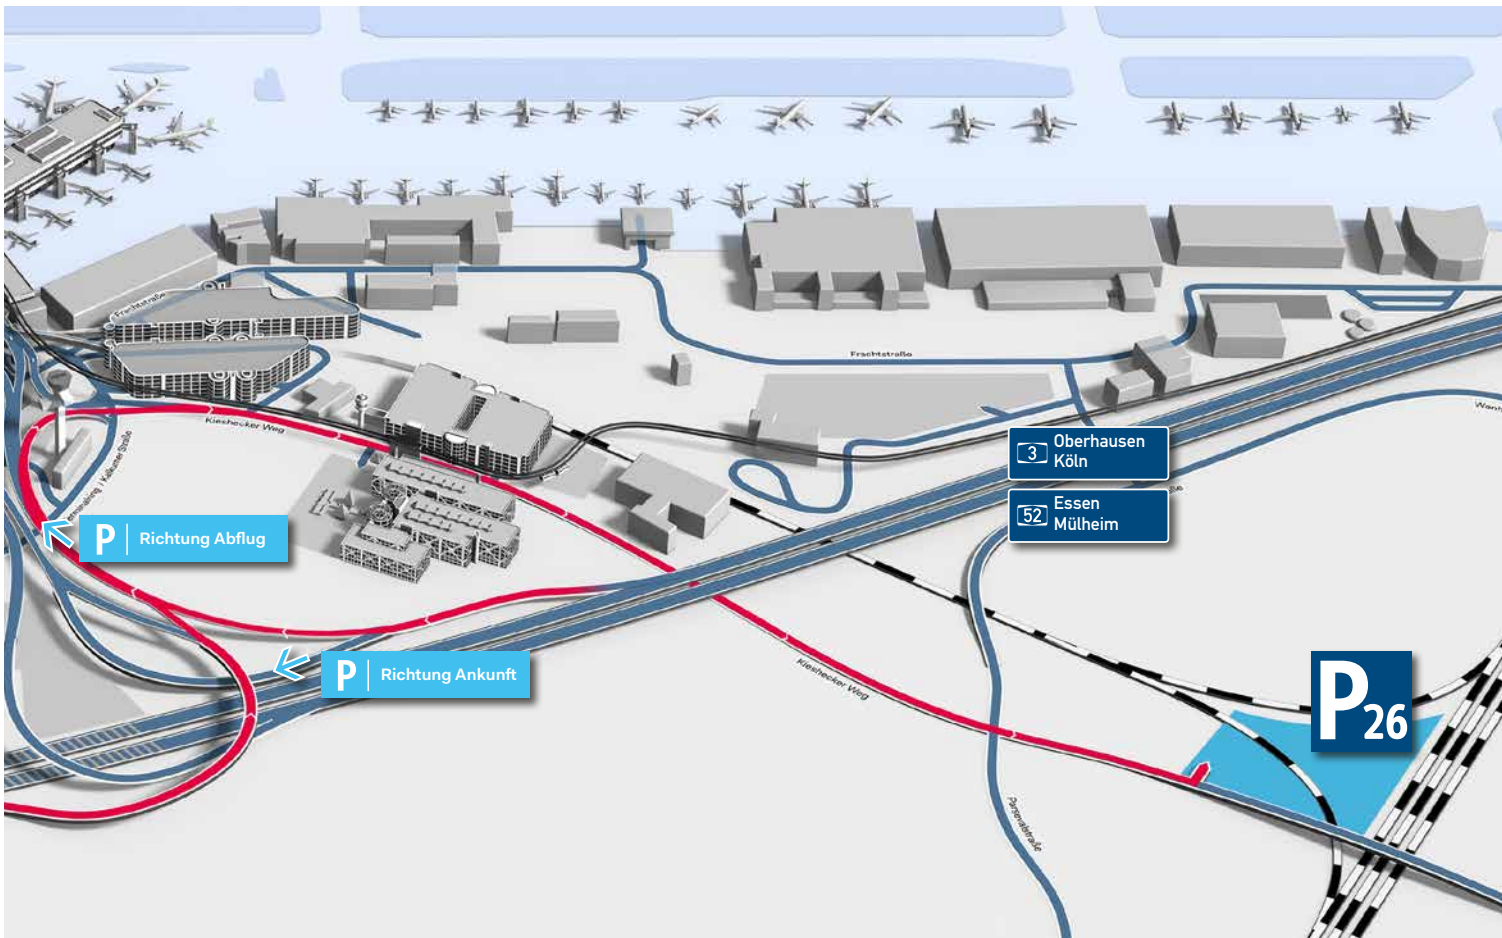 Frachtstraße
Frachtstraße
Kieshecker Weg
Kalkumer Straße
3
Oberhausen
Köln
52
Essen
Mülheim
P
Richtung Abflug
P
Richtung Ankunft
Kieshecker Weg
P26
Parsevalstraße